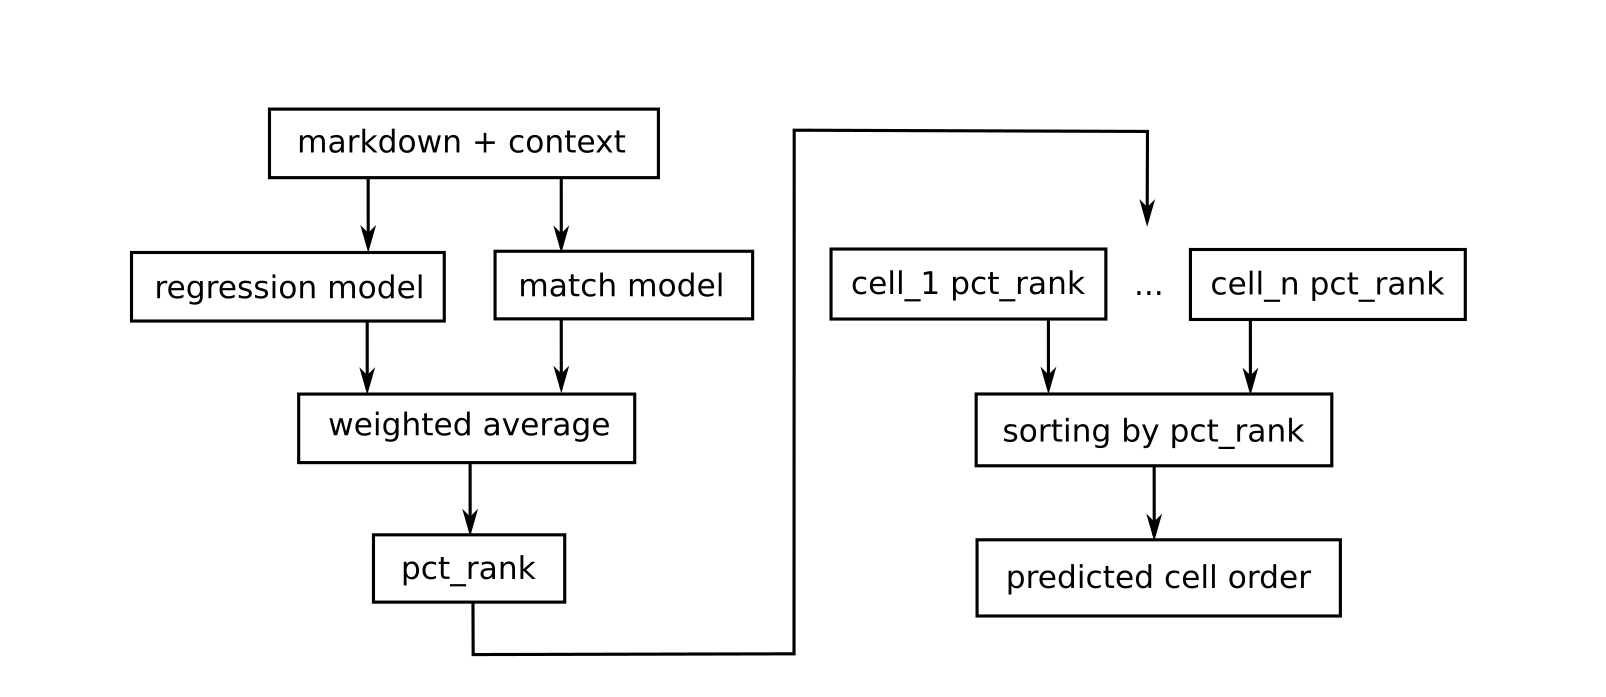 markdown + context
regression model
match model
weighted average
pct_rank
cell_1 pct_rank
...
cell_n pct_rank
sorting by pct_rank
predicted cell order